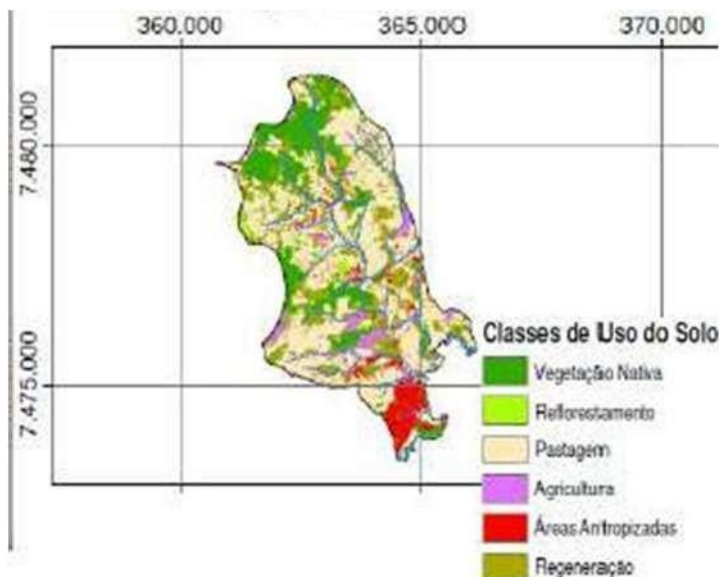 360.000 365.000 370.000
7.480.000
7.475.000
Classes de Uso do Solo
Vegetação Nativa
Reflorestamento
Pastagem
Agricultura
Áreas Antropizadas
Regeneração